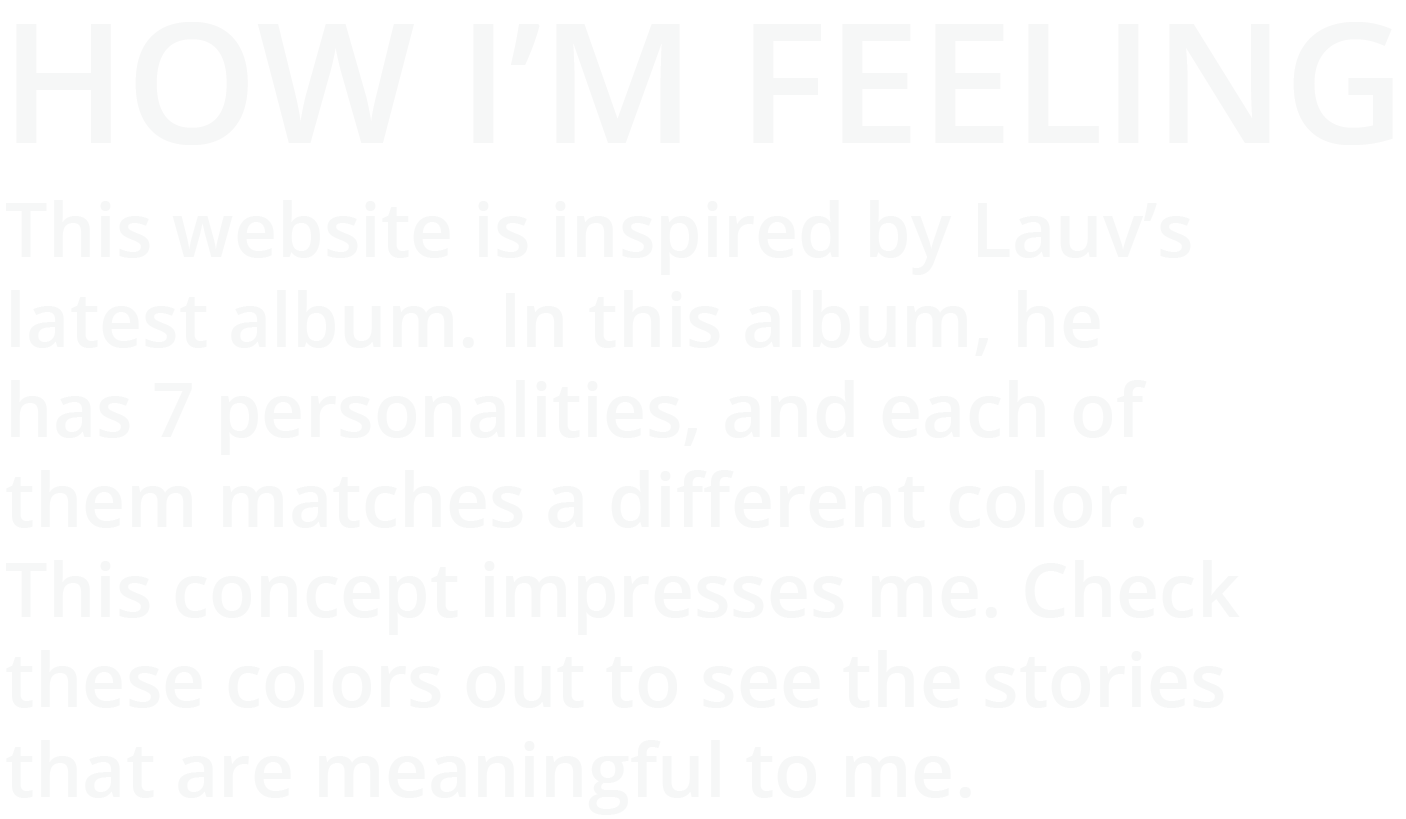 HOW I’M FEELING
This website is inspired by Lauv’s
latest album. In this album, he
has 7 personalities, and each of
them matches a different color.
This concept impresses me. Check
these colors out to see the stories
that are meaningful to me.